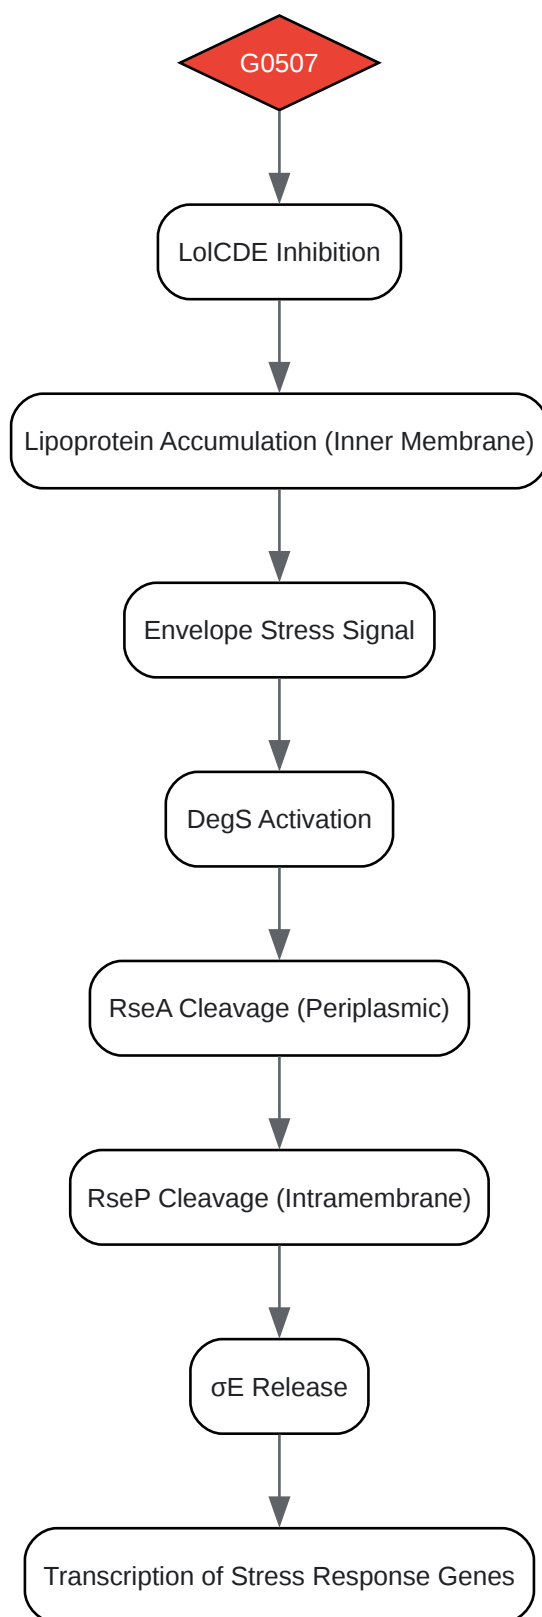 G0507
LolCDE Inhibition
Lipoprotein Accumulation (Inner Membrane)
Envelope Stress Signal
DegS Activation
RseA Cleavage (Periplasmic)
RseP Cleavage (Intramembrane)
σE Release
Transcription of Stress Response Genes